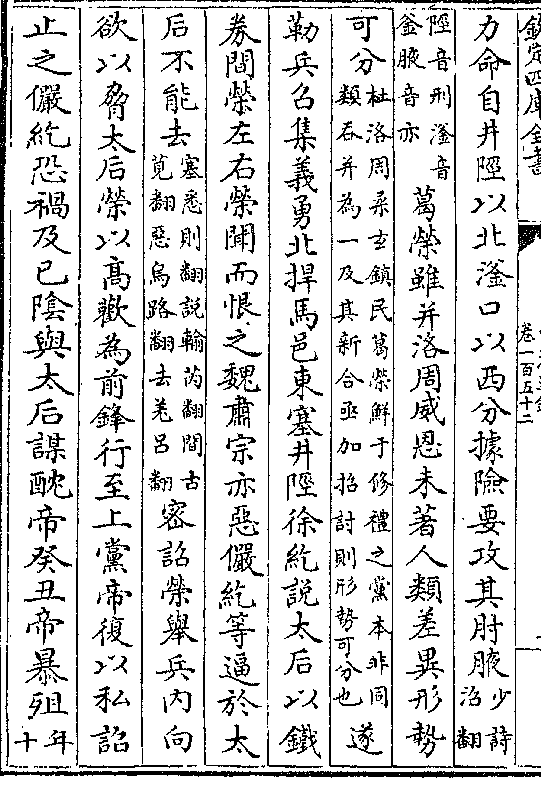 欽定四庫全書
卷一百五十二
力命自井陘以北滏口以西分據險要攻其肘腋少詩沼翻
陘音刑滏音釜腋音亦葛榮雖并洛周威恩未著人類差異形勢
可分杜洛周柔玄鎮民葛榮鮮于修禮之黨本非同類吞并為一及其新合亟加招討則形勢可分也遂
勒兵召集義勇北捍馬邑東塞井陘徐紇說太后以鐵
券間榮左右榮聞而恨之魏肅宗亦惡儼紇等逼於太
后不能去塞悉則翻說輸芮翻間古莧翻惡烏路翻去羌呂翻密詔榮舉兵內向
欲以脅太后榮以高歡為前鋒行至上黨帝復以私詔
止之儼紇恐禍及已陰與太后謀酖帝癸丑帝暴殂年十